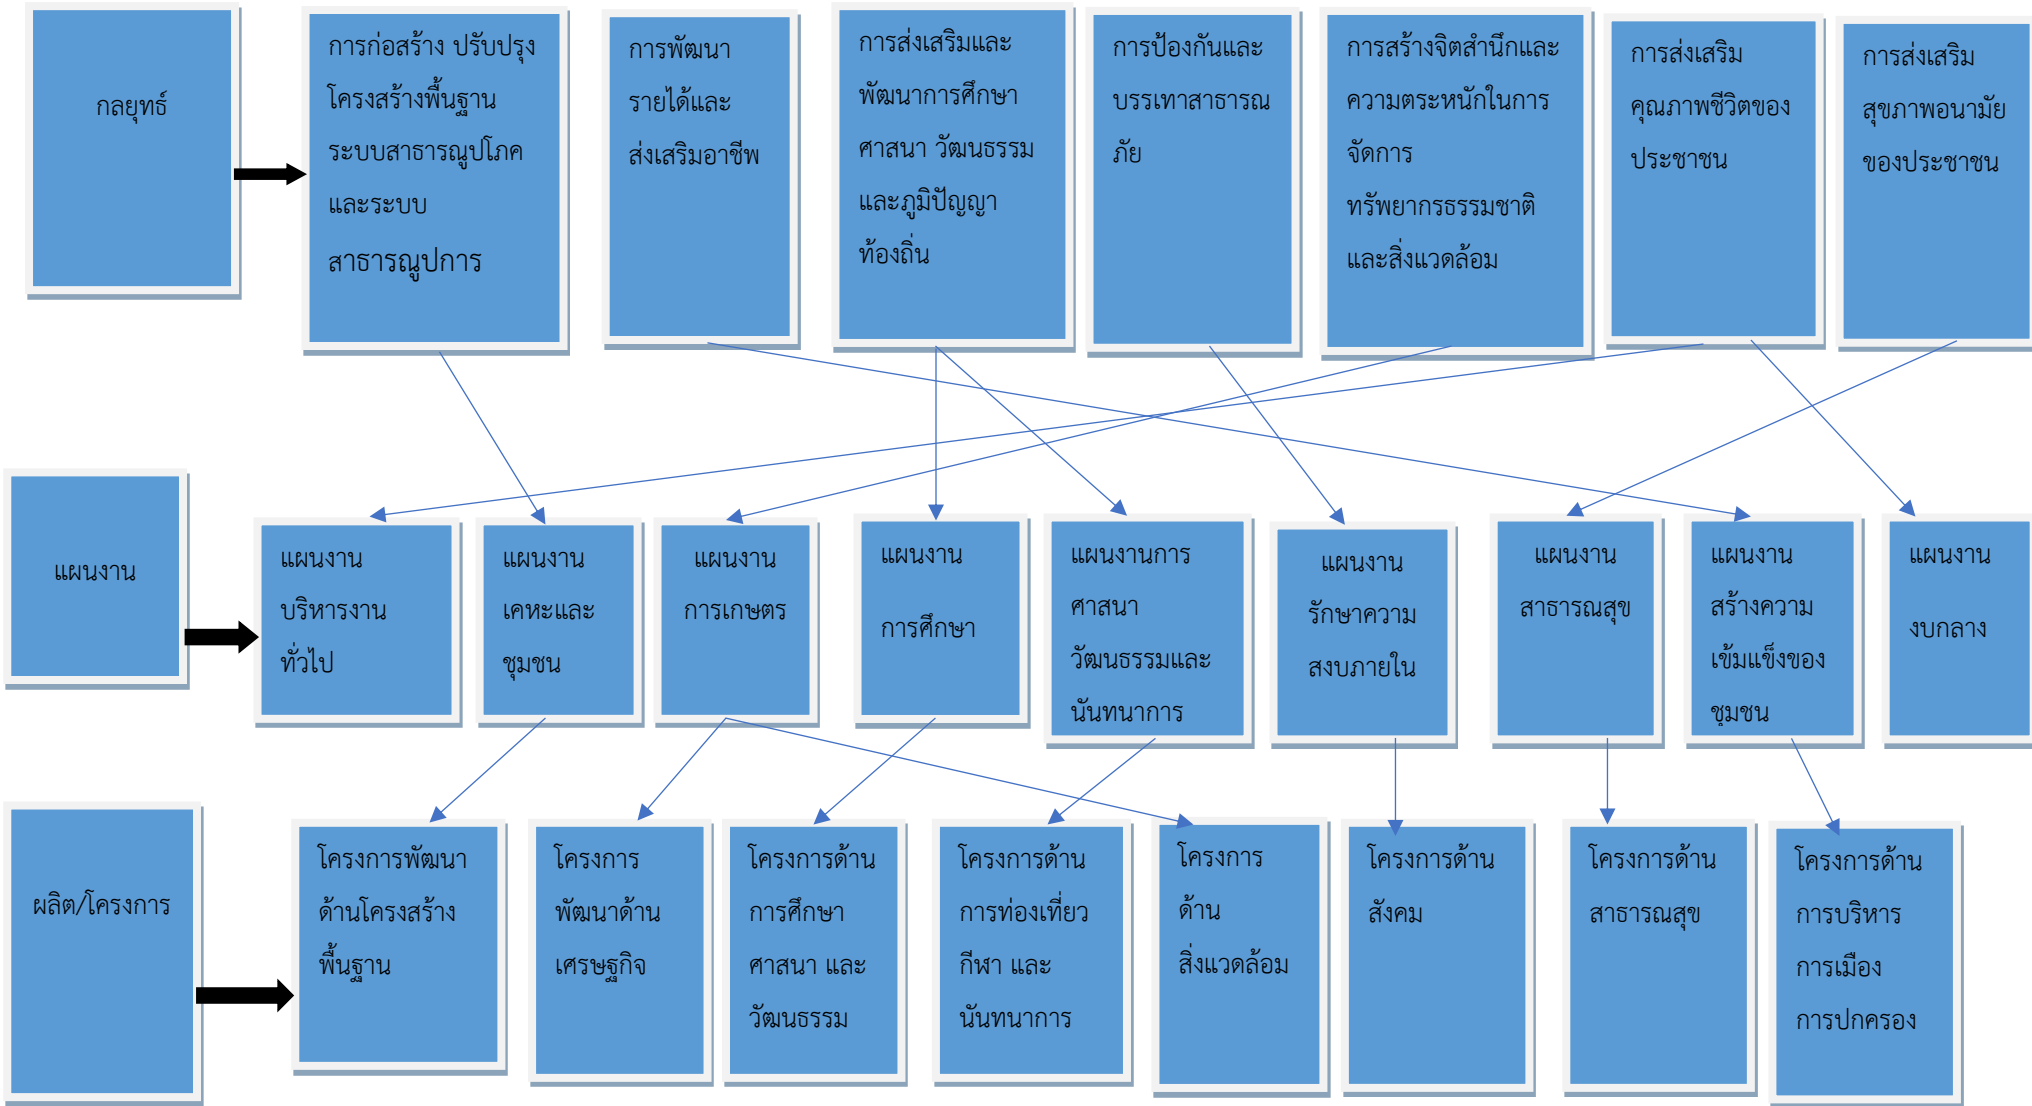 กลยุทธ์
การก่อสร้าง ปรับปรุง
โครงสร้างพื้นฐาน
ระบบสาธารณูปโภค
และระบบ
สาธารณูปการ
การพัฒนา
รายได้และ
ส่งเสริมอาชีพ
การส่งเสริมและ
พัฒนาการศึกษา
ศาสนา วัฒนธรรม
และภูมิปัญญา
ท้องถิ่น
การป้องกันและ
บรรเทาสาธารณ
ภัย
การสร้างจิตสำนึกและ
ความตระหนักในการ
จัดการ
ทรัพยากรธรรมชาติ
และสิ่งแวดล้อม
การส่งเสริม
คุณภาพชีวิตของ
ประชาชน
การส่งเสริม
สุขภาพอนามัย
ของประชาชน
แผนงาน
แผนงาน
บริหารงาน
ทั่วไป
แผนงาน
เคหะและ
ชุมชน
แผนงาน
การเกษตร
แผนงาน
การศึกษา
แผนงานการ
ศาสนา
วัฒนธรรมและ
นันทนาการ
แผนงาน
รักษาความ
สงบภายใน
แผนงาน
สาธารณสุข
แผนงาน
สร้างความ
เข้มแข็งของ
ชุมชน
แผนงาน
งบกลาง
ผลิต/โครงการ
โครงการพัฒนา
ด้านโครงสร้าง
พื้นฐาน
โครงการ
พัฒนาด้าน
เศรษฐกิจ
โครงการด้าน
การศึกษา
ศาสนา และ
วัฒนธรรม
โครงการด้าน
การท่องเที่ยว
กีฬา และ
นันทนาการ
โครงการ
ด้าน
สิ่งแวดล้อม
โครงการด้าน
สังคม
โครงการด้าน
สาธารณสุข
โครงการด้าน
การบริหาร
การเมือง
การปกครอง